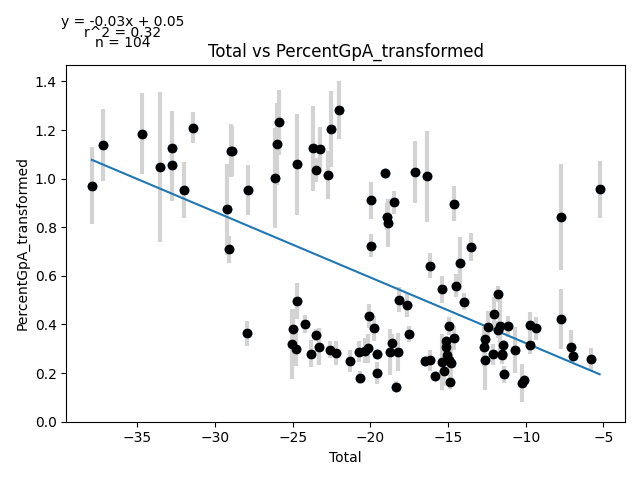 y = -0.03x + 0.05
r^2 = 0.32
n = 104
Total vs PercentGpA_transformed
PercentGpA_transformed
1.4
1.2
1.0
0.8
0.6
0.4
0.2
0.0
−35
−30
−25
−20
−15
−10
−5
Total